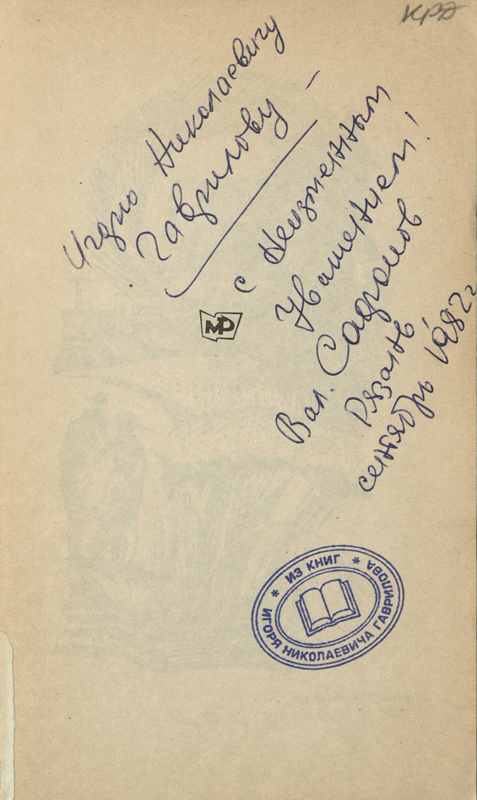 КРД
Игорю Николаевичу
Гаврилову –
с Неизменным
Уважением!
Вал. Сафонов
Рязань
сентябрь 1982 г.
МР
* ИЗ КНИГ *
ИГОРЯ НИКОЛАЕВИЧА ГАВРИЛОВА